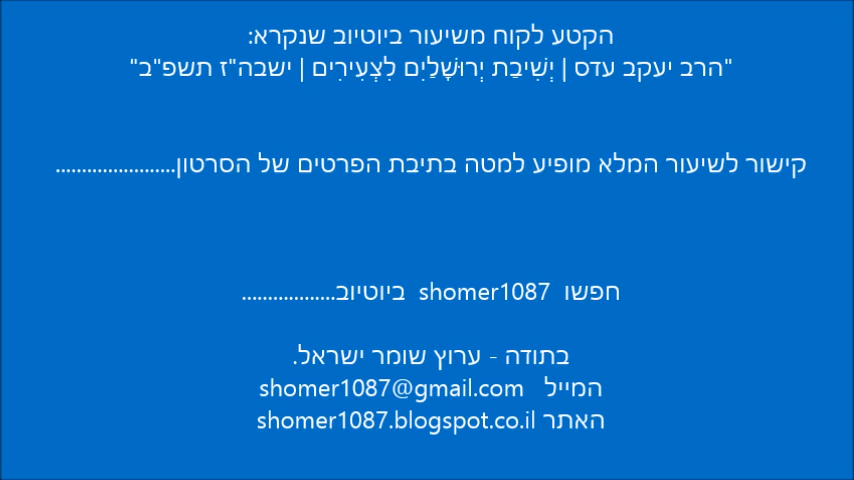 הקטע לקוח משיעור ביוטיוב שנקרא:
"הרב יעקב עדס | יְשִׁיבַת יְרוּשָׁלַיִם לִצְעִירִים | ישבה"ז תשפ"ב"
קישור לשיעור המלא מופיע למטה בתיבת הפרטים של הסרטון.......................
חפשו shomer1087 ביוטיוב..................
בתודה - ערוץ שומר ישראל.
המייל shomer1087@gmail.com
האתר shomer1087.blogspot.co.il